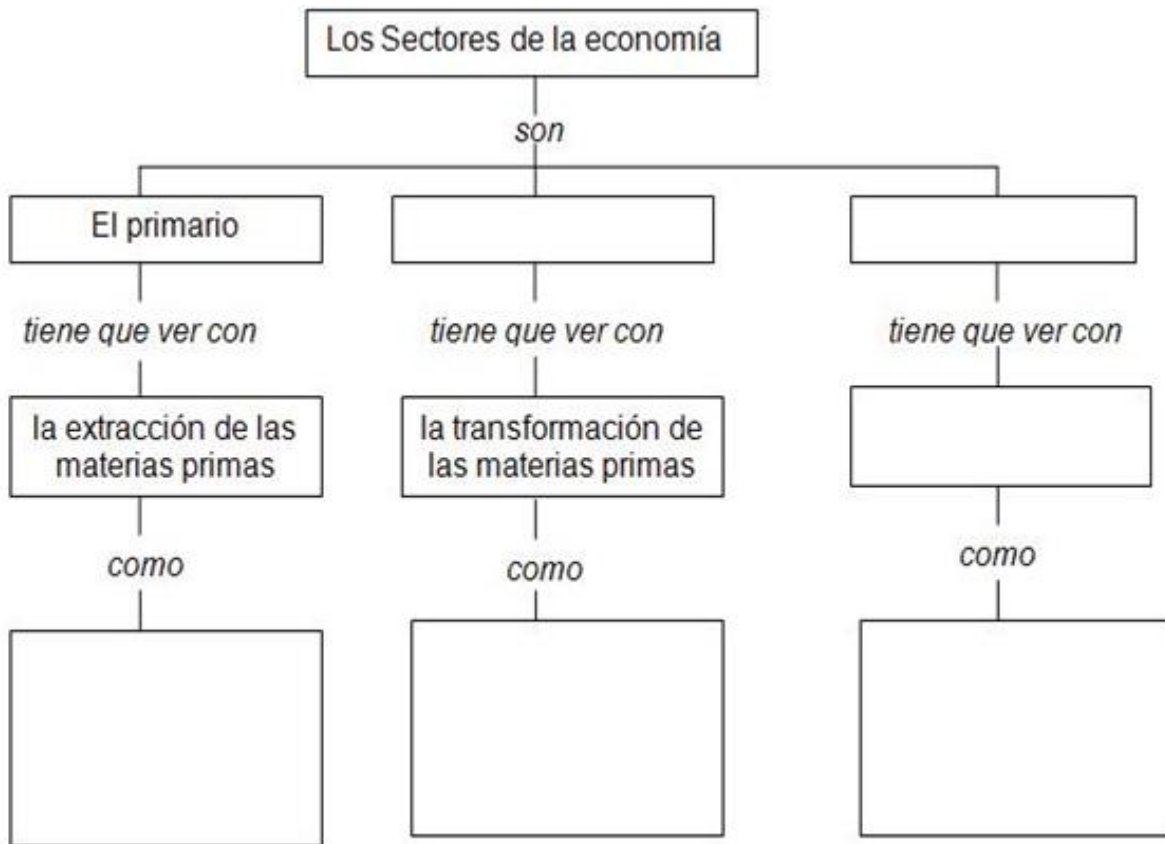 Los Sectores de la economía
son
El primario
tiene que ver con
tiene que ver con
tiene que ver con
la extracción de las
materias primas
la transformación de
las materias primas
como
como
como